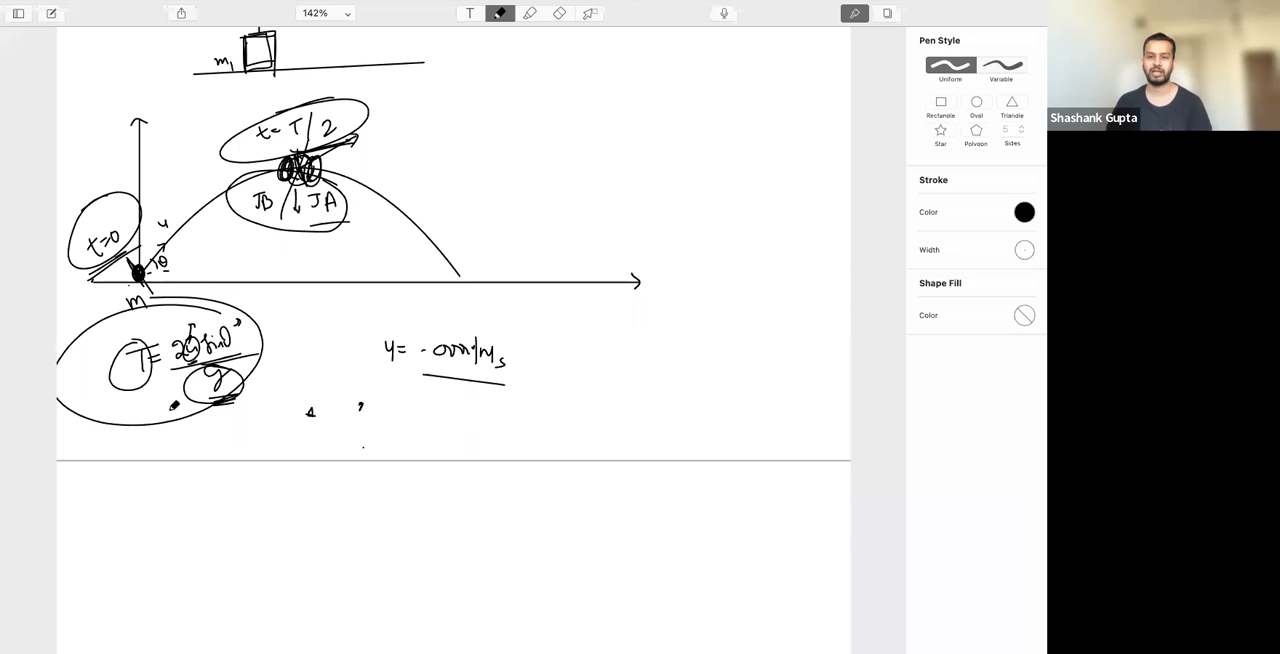 142%
T
Pen Style
Shashank Gupta
Uniform
Variable
Rectangle
Oval
Triangle
Star
Polygon
5
Sides
Stroke
Color
Width
Shape Fill
Color
m1
t= T/2
JB / JA
t=0
u
θ
m
T= 2u sinθ
g
u=